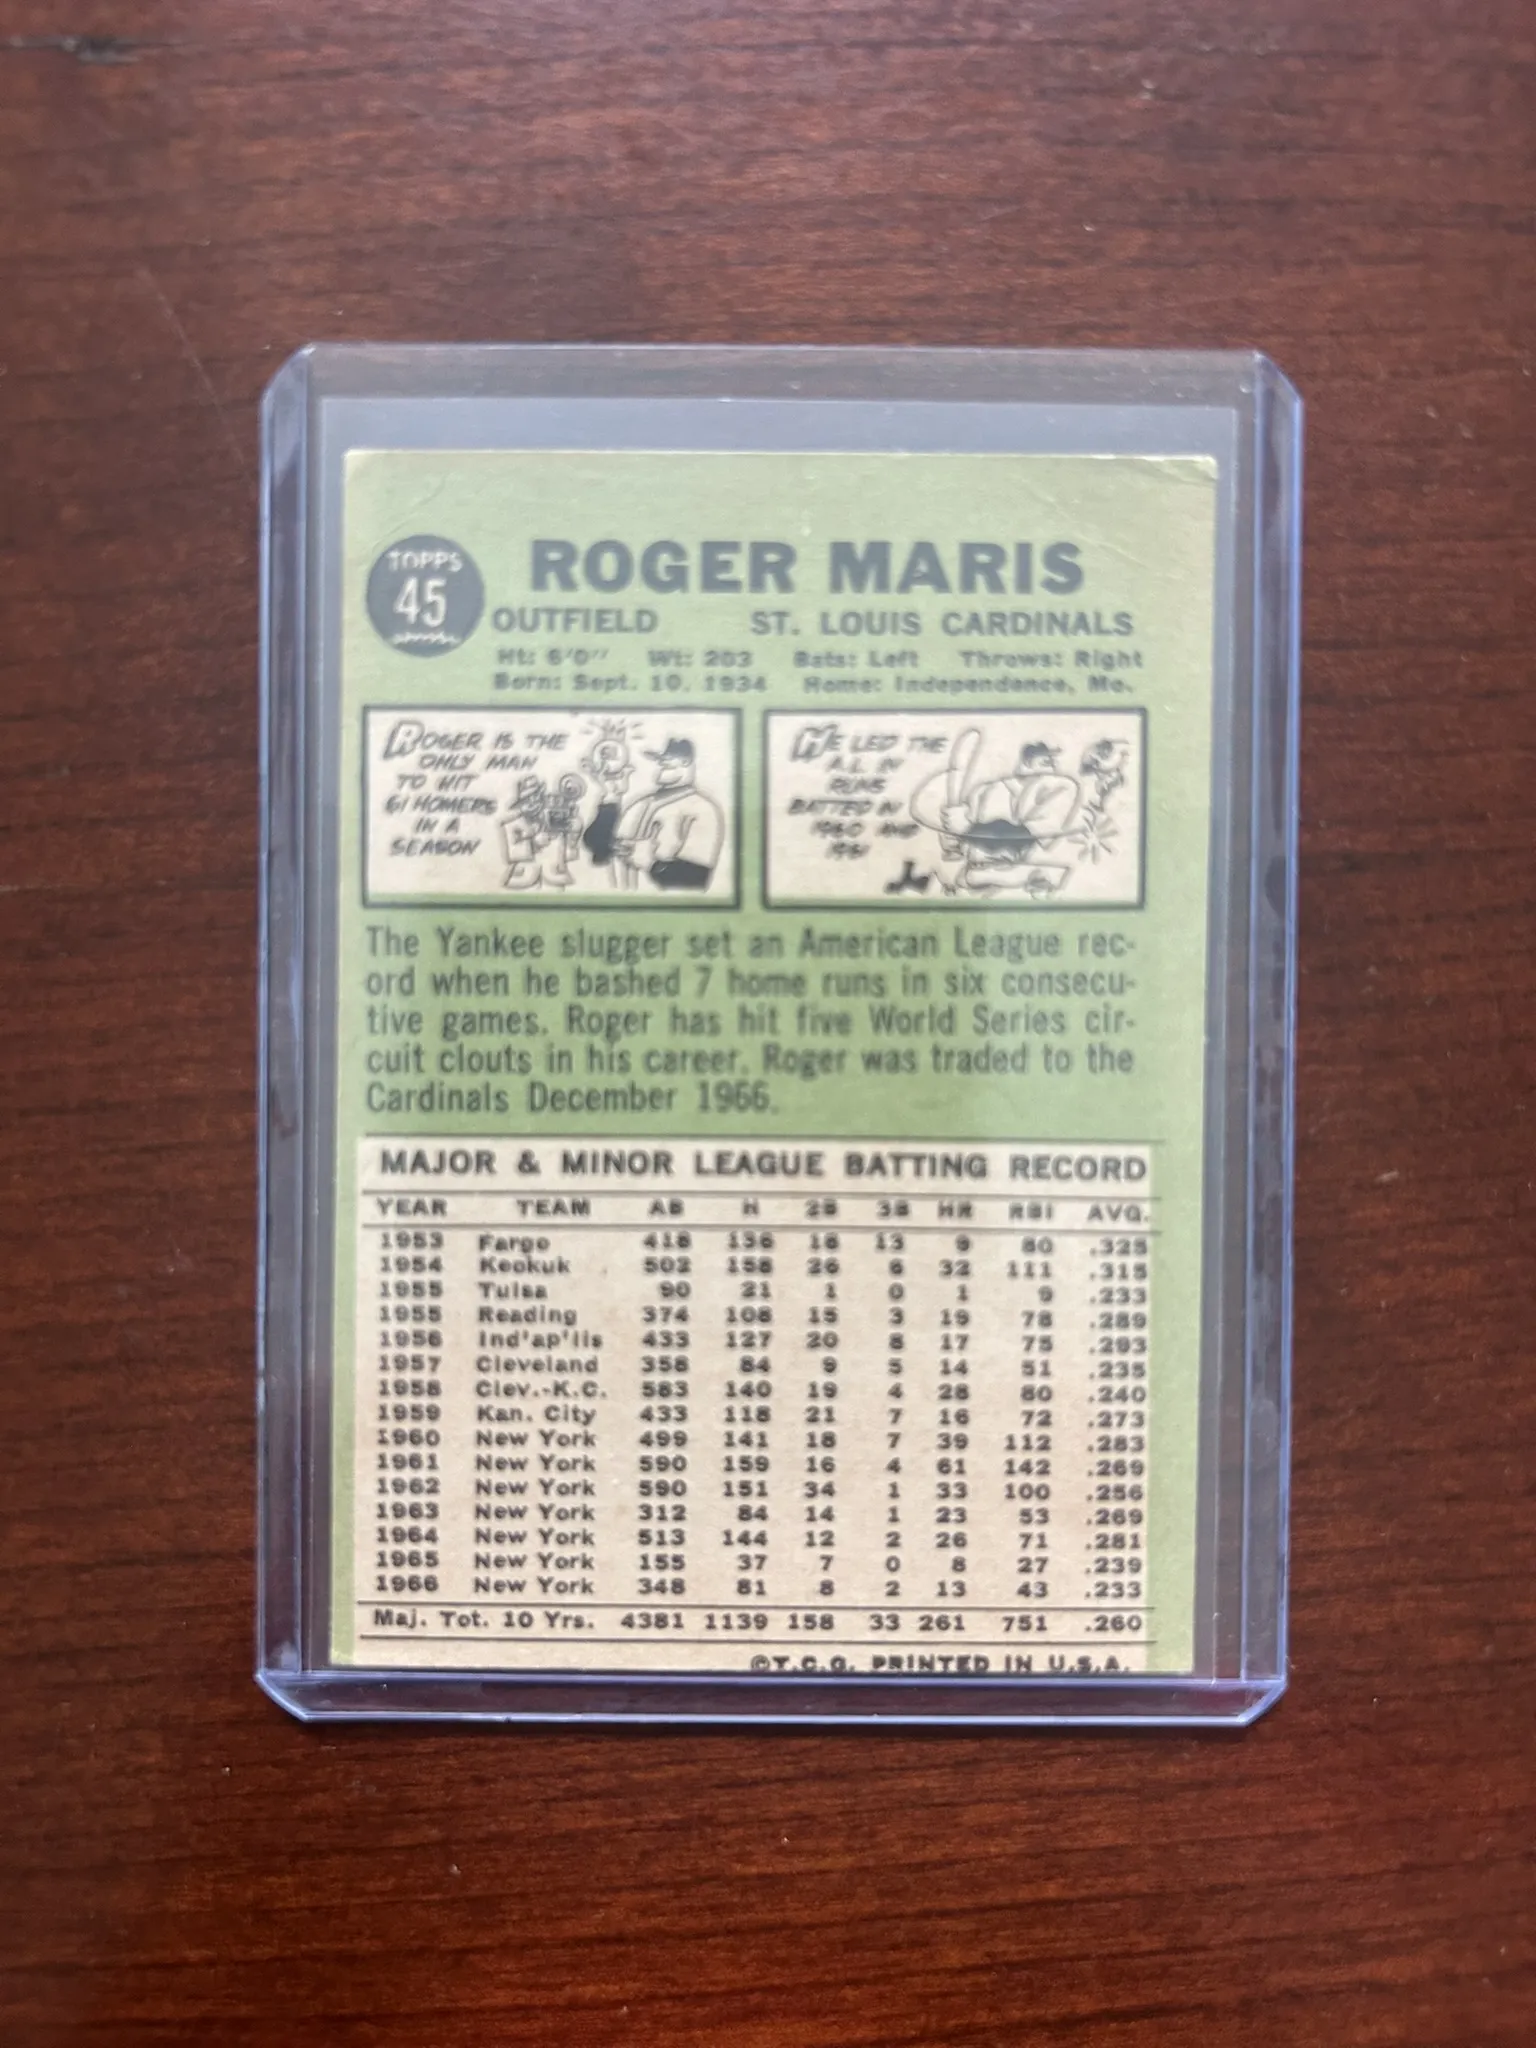 TOPPS
45
ROGER MARIS
OUTFIELD ST. LOUIS CARDINALS
Ht: 6'0" Wt: 203 Bats: Left Throws: Right
Born: Sept. 10, 1934 Home: Independence, Mo.
ROGER IS THE
ONLY MAN
TO HIT
61 HOMERS
IN A
SEASON
HE LED THE
A.L. IN
RUNS
BATTED IN
1960 AND
1961
The Yankee slugger set an American League rec-
ord when he bashed 7 home runs in six consecu-
tive games. Roger has hit five World Series cir-
cuit clouts in his career. Roger was traded to the
Cardinals December 1966.
MAJOR & MINOR LEAGUE BATTING RECORD
YEAR TEAM AB H 2B 3B HR RBI AVG.
1953 Fargo 418 136 18 13 9 80 .325
1954 Keokuk 502 158 26 6 32 111 .315
1955 Tulsa 90 21 1 0 1 9 .233
1955 Reading 374 108 15 3 19 78 .289
1956 Ind'ap'lis 433 127 20 8 17 75 .293
1957 Cleveland 358 84 9 5 14 51 .235
1958 Clev.-K.C. 583 140 19 4 28 80 .240
1959 Kan. City 433 118 21 7 16 72 .273
1960 New York 499 141 18 7 39 112 .283
1961 New York 590 159 16 4 61 142 .269
1962 New York 590 151 34 1 33 100 .256
1963 New York 312 84 14 1 23 53 .269
1964 New York 513 144 12 2 26 71 .281
1965 New York 155 37 7 0 8 27 .239
1966 New York 348 81 8 2 13 43 .233
Maj. Tot. 10 Yrs. 4381 1139 158 33 261 751 .260
©T.C.G. PRINTED IN U.S.A.